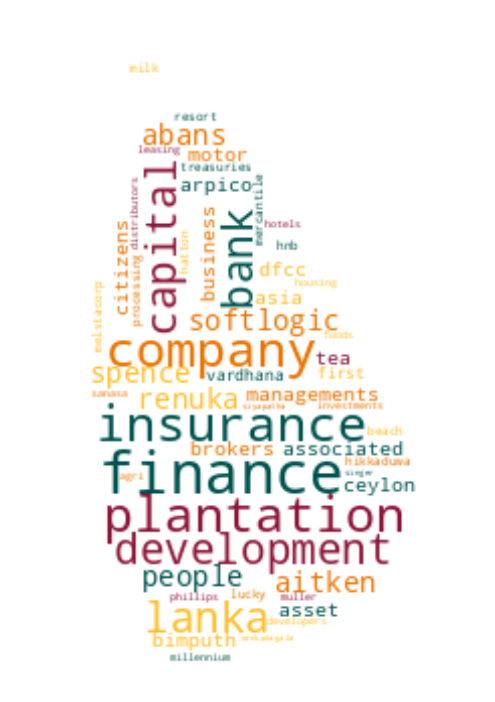 milk
resort
abans
leasing
motor
treasuries
arpico
capital
distributors
mercantile
citizens
processing
hatton
business
bank
hotels
hnb
dfcc
housing
asia
melstacorp
softlogic
foods
company
tea
spence
vardhana
first
sanasa
renuka
managements
siyapatha
investments
insurance
beach
brokers
associated
hikkaduwa
finance
agri
singer
ceylon
plantation
development
people
aitken
phillips
lucky
muller
asset
lanka
developers
bimputh
millennium